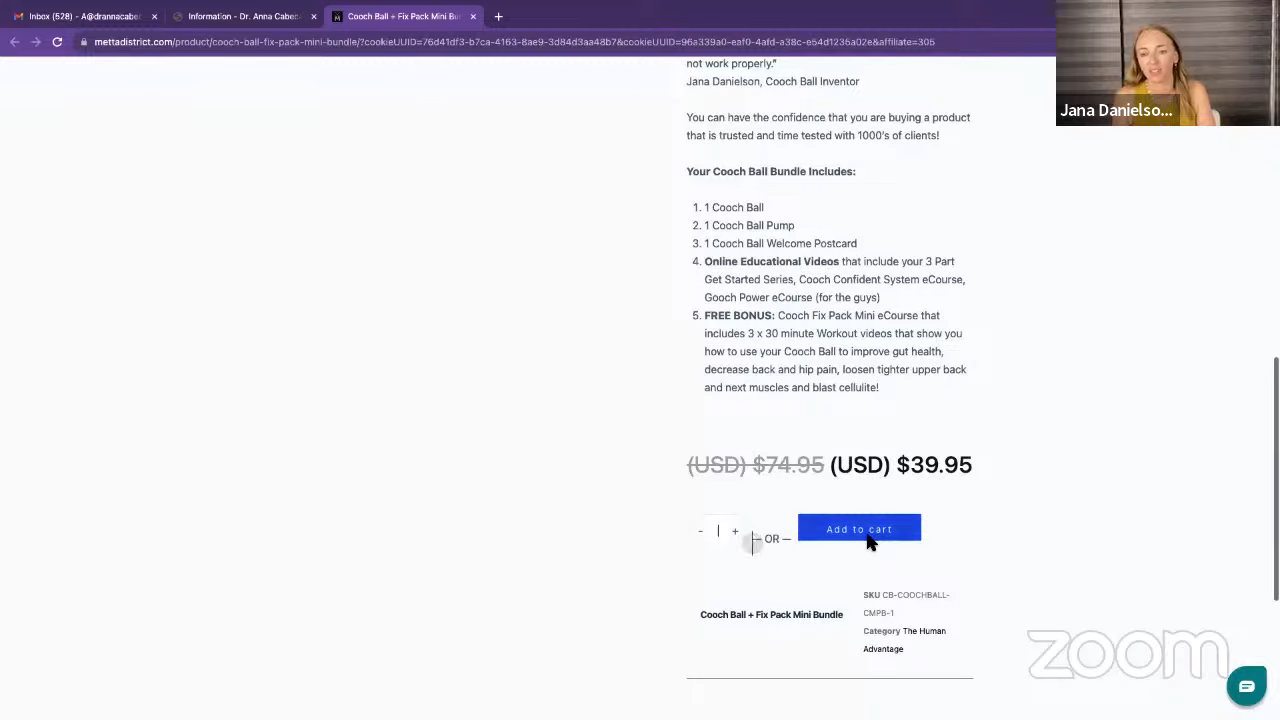 Inbox (528) - A@drannacabe
Information - Dr. Anna Cabeb
Cooch Ball + Fix Pack Mini Bun
mettadistrict.com/product/cooch-ball-fix-pack-mini-bundle/?cookieUUID=76d41df3-b7ca-4163-8ae9-3d84d3aa48b7&cookieUUID=96a339a0-eaf0-4afd-a38c-e54d1235a02e&affiliate=305
Jana Danielso...
not work properly.”
Jana Danielson, Cooch Ball Inventor
You can have the confidence that you are buying a product
that is trusted and time tested with 1000's of clients!
Your Cooch Ball Bundle Includes:
1. 1 Cooch Ball
2. 1 Cooch Ball Pump
3. 1 Cooch Ball Welcome Postcard
4. Online Educational Videos that include your 3 Part
Get Started Series, Cooch Confident System eCourse,
Gooch Power eCourse (for the guys)
5. FREE BONUS: Cooch Fix Pack Mini eCourse that
includes 3 x 30 minute Workout videos that show you
how to use your Cooch Ball to improve gut health,
decrease back and hip pain, loosen tighter upper back
and next muscles and blast cellulite!
(USD) $74.95 (USD) $39.95
- 1 +
— OR —
Add to cart
Cooch Ball + Fix Pack Mini Bundle
SKU CB-COOCHBALL-
CMPB-1
Category The Human
Advantage
zoom